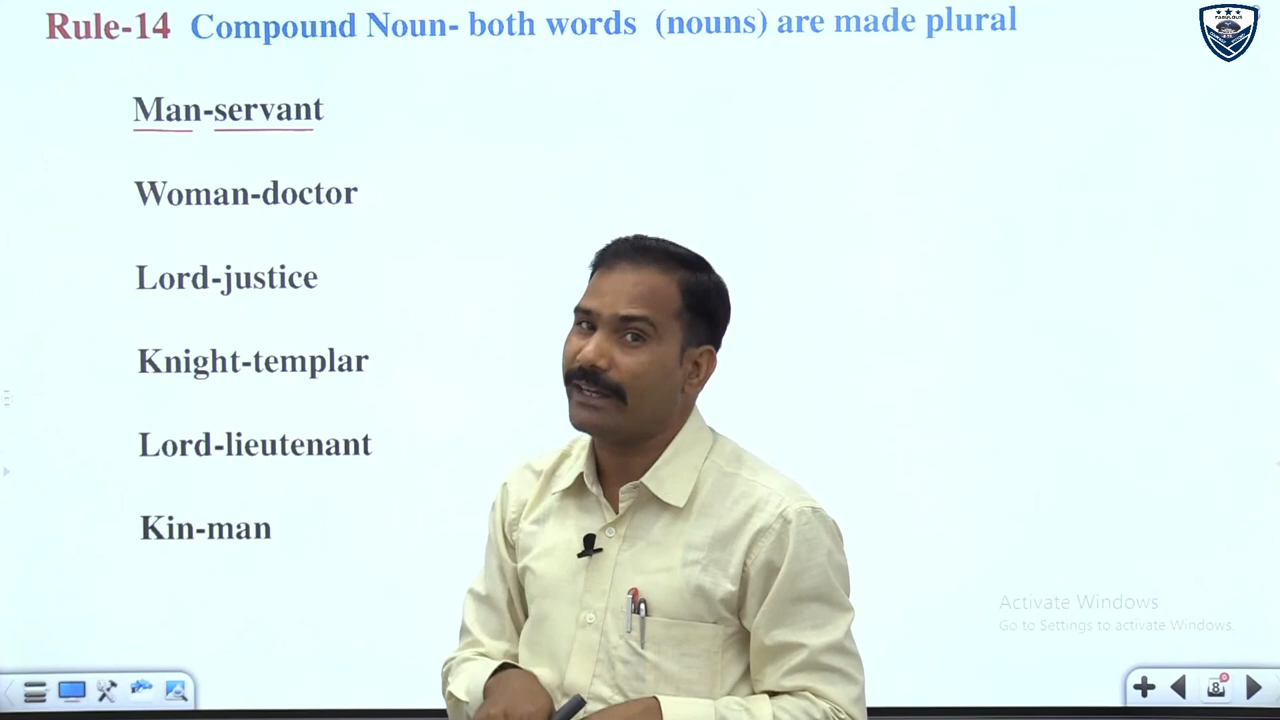 Rule-14 Compound Noun- both words (nouns) are made plural
Man-servant
Woman-doctor
Lord-justice
Knight-templar
Lord-lieutenant
Kin-man
Activate Windows
Go to Settings to activate Windows.
8